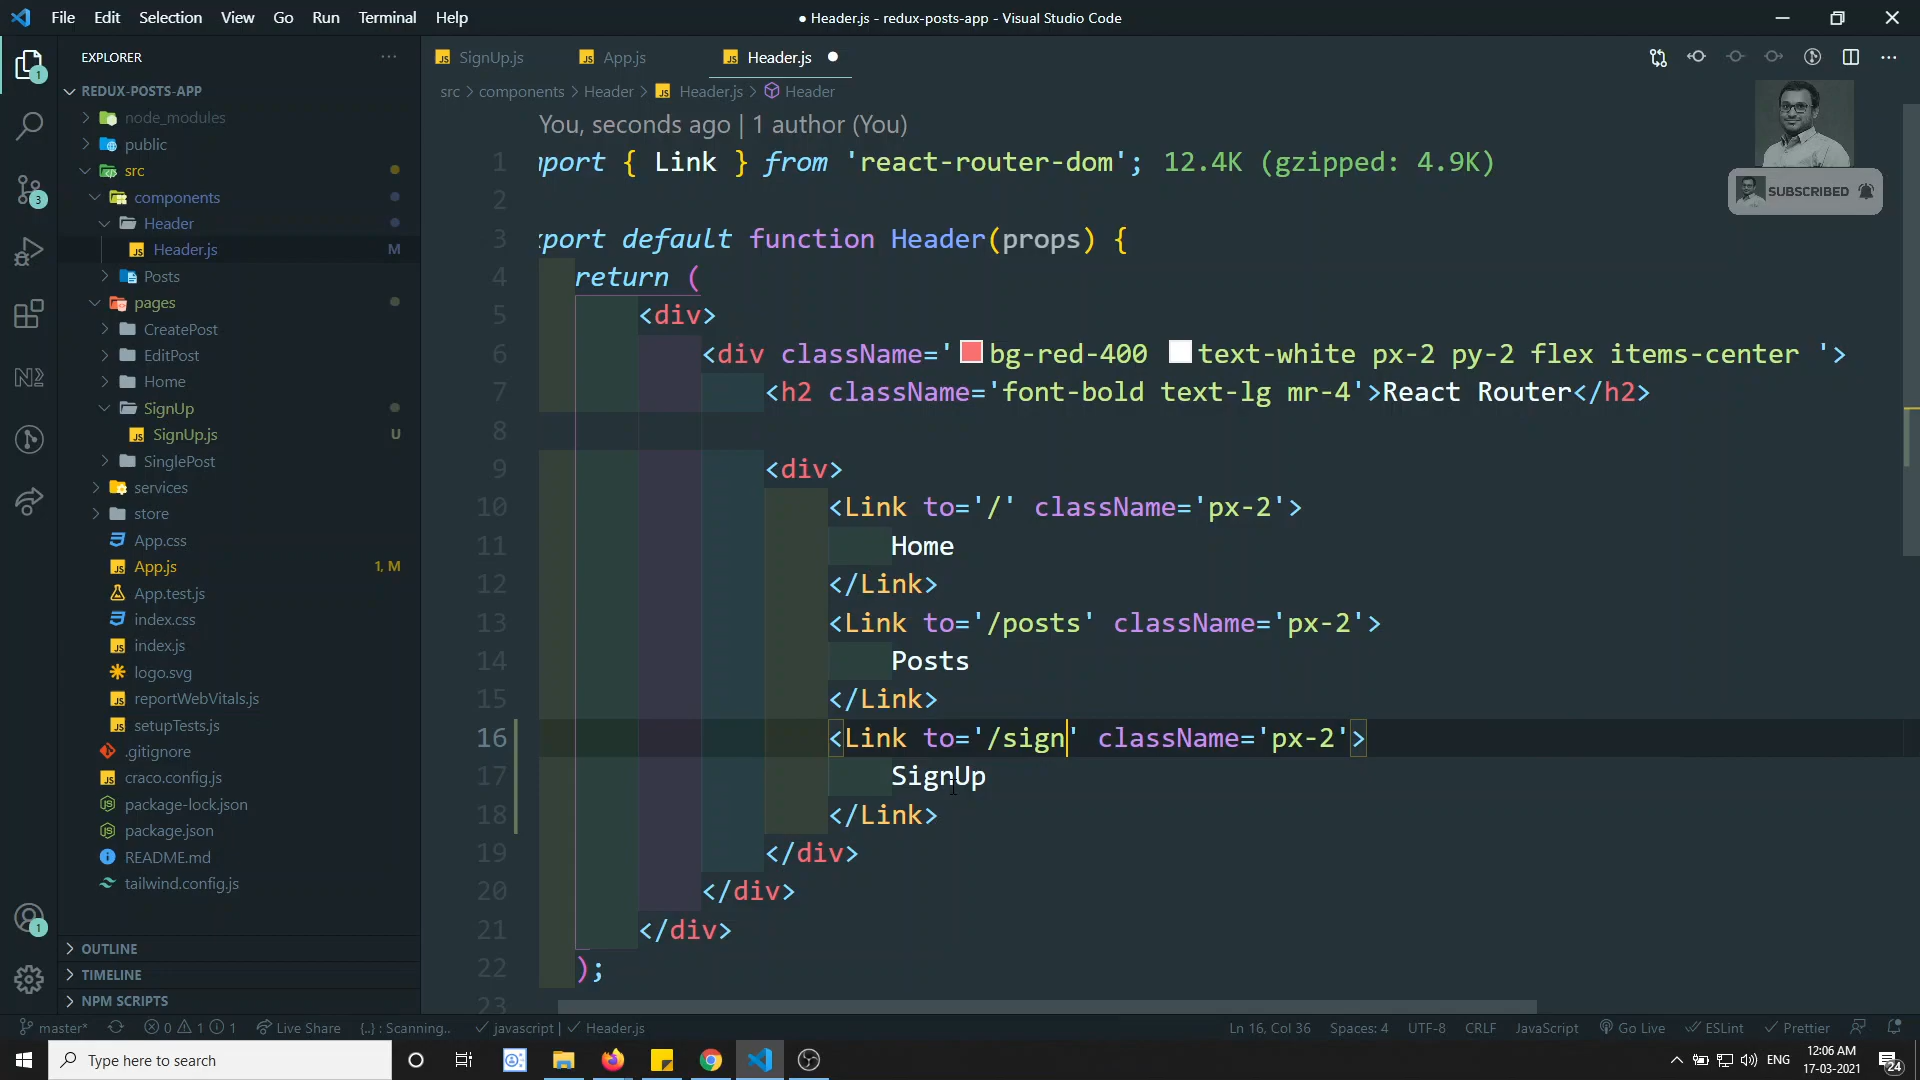 File Edit Selection View Go Run Terminal Help
● Header.js - redux-posts-app - Visual Studio Code
EXPLORER
REDUX-POSTS-APP
node_modules
public
src
components
Header
Header.js M
Posts
pages
CreatePost
EditPost
Home
SignUp
SignUp.js U
SinglePost
services
store
App.css
App.js 1, M
App.test.js
index.css
index.js
logo.svg
reportWebVitals.js
setupTests.js
.gitignore
craco.config.js
package-lock.json
package.json
README.md
tailwind.config.js
OUTLINE
TIMELINE
NPM SCRIPTS
1
3
N2
1
SignUp.js App.js Header.js
src > components > Header > Header.js > Header
You, seconds ago | 1 author (You)
1 mport { Link } from 'react-router-dom'; 12.4K (gzipped: 4.9K)
2
3 xport default function Header(props) {
4 return (
5 <div>
6 <div className='bg-red-400 text-white px-2 py-2 flex items-center '>
7 <h2 className='font-bold text-lg mr-4'>React Router</h2>
8
9 <div>
10 <Link to='/' className='px-2'>
11 Home
12 </Link>
13 <Link to='/posts' className='px-2'>
14 Posts
15 </Link>
16 <Link to='/sign' className='px-2'>
17 SignUp
18 </Link>
19 </div>
20 </div>
21 </div>
22 );
23
SUBSCRIBED
master* 0 1 1 Live Share {..} : Scanning.. javascript | Header.js
Ln 16, Col 36 Spaces: 4 UTF-8 CRLF JavaScript Go Live ESLint Prettier
Type here to search
ENG
12:06 AM
17-03-2021
24